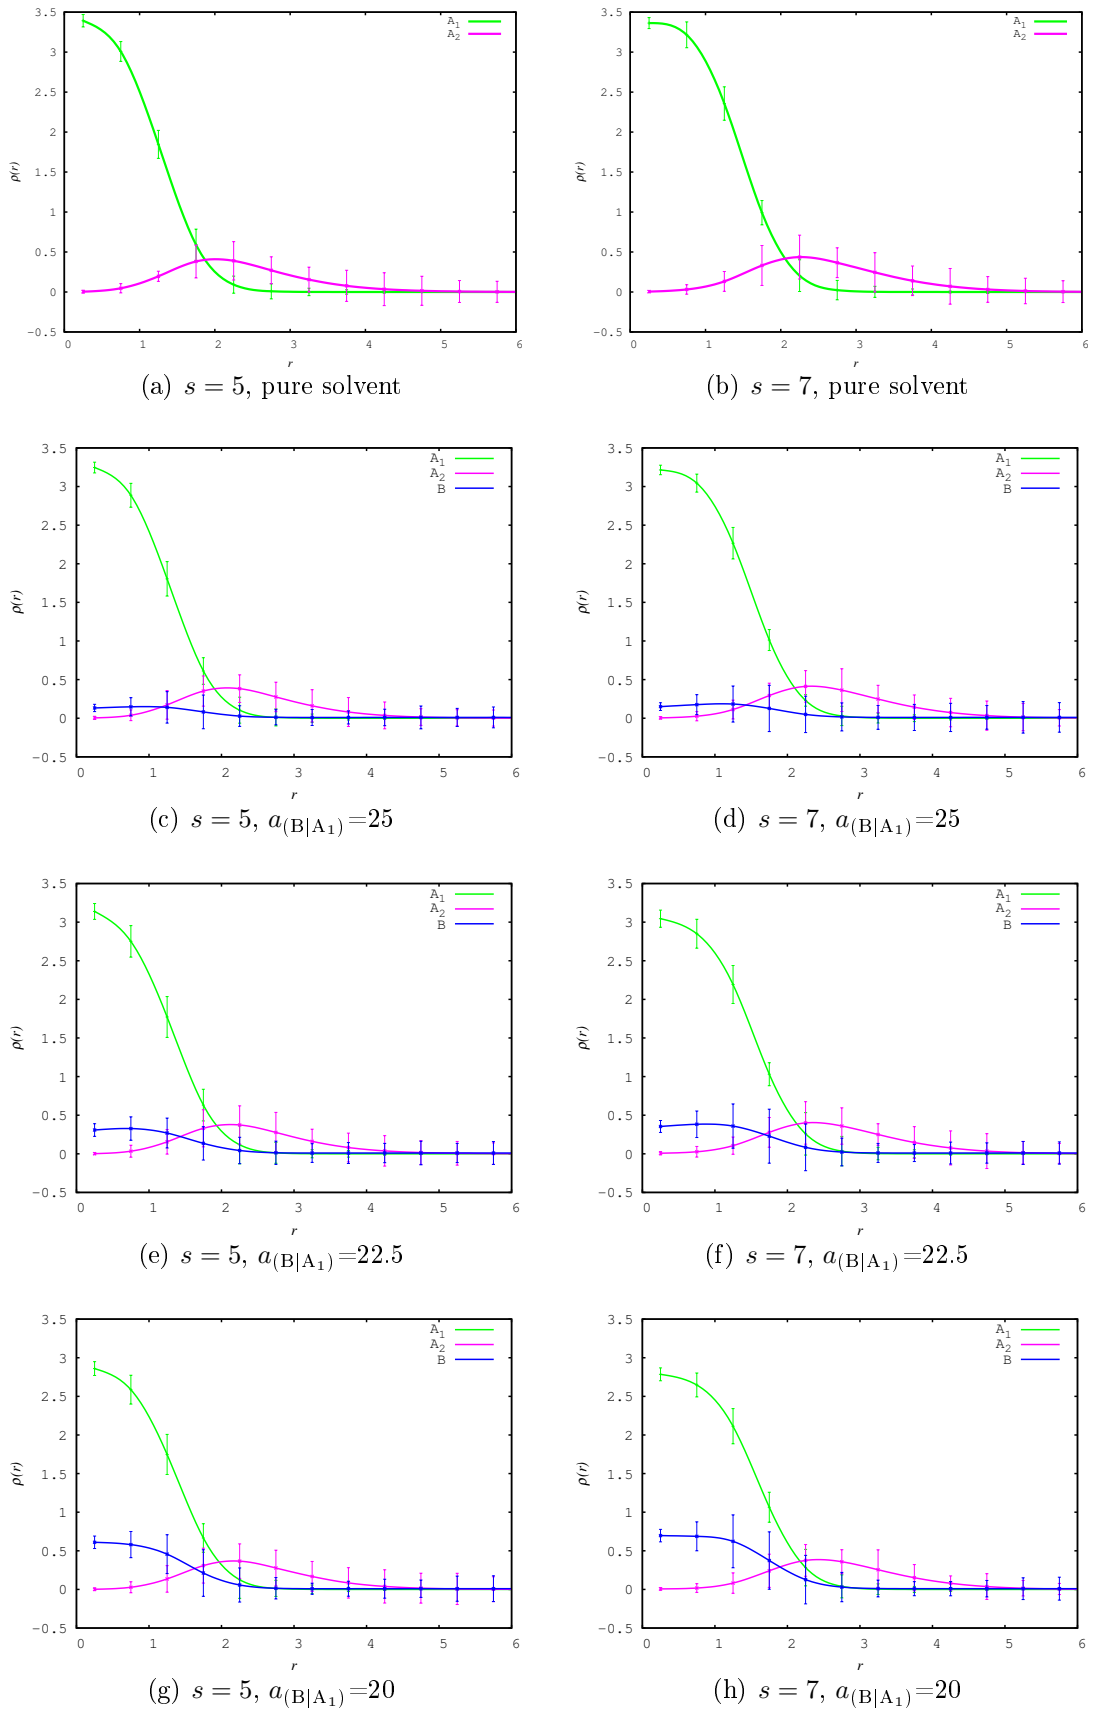 3.5
3
2.5
2
1.5
1
0.5
0
-0.5
ρ(r)
A1
A2
0 1 2 3 4 5 6
r
(a) s = 5, pure solvent
3.5
3
2.5
2
1.5
1
0.5
0
-0.5
ρ(r)
A1
A2
0 1 2 3 4 5 6
r
(b) s = 7, pure solvent
3.5
3
2.5
2
1.5
1
0.5
0
-0.5
ρ(r)
A1
A2
B
0 1 2 3 4 5 6
r
(c) s = 5, a(B|A1)=25
3.5
3
2.5
2
1.5
1
0.5
0
-0.5
ρ(r)
A1
A2
B
0 1 2 3 4 5 6
r
(d) s = 7, a(B|A1)=25
3.5
3
2.5
2
1.5
1
0.5
0
-0.5
ρ(r)
A1
A2
B
0 1 2 3 4 5 6
r
(e) s = 5, a(B|A1)=22.5
3.5
3
2.5
2
1.5
1
0.5
0
-0.5
ρ(r)
A1
A2
B
0 1 2 3 4 5 6
r
(f) s = 7, a(B|A1)=22.5
3.5
3
2.5
2
1.5
1
0.5
0
-0.5
ρ(r)
A1
A2
B
0 1 2 3 4 5 6
r
(g) s = 5, a(B|A1)=20
3.5
3
2.5
2
1.5
1
0.5
0
-0.5
ρ(r)
A1
A2
B
0 1 2 3 4 5 6
r
(h) s = 7, a(B|A1)=20